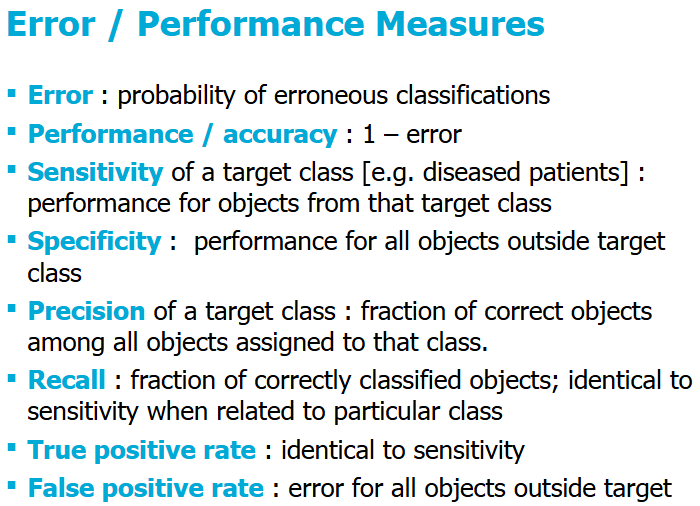 Error / Performance Measures
▪ Error : probability of erroneous classifications
▪ Performance / accuracy : 1 – error
▪ Sensitivity of a target class [e.g. diseased patients] :
performance for objects from that target class
▪ Specificity : performance for all objects outside target
class
▪ Precision of a target class : fraction of correct objects
among all objects assigned to that class.
▪ Recall : fraction of correctly classified objects; identical to
sensitivity when related to particular class
▪ True positive rate : identical to sensitivity
▪ False positive rate : error for all objects outside target